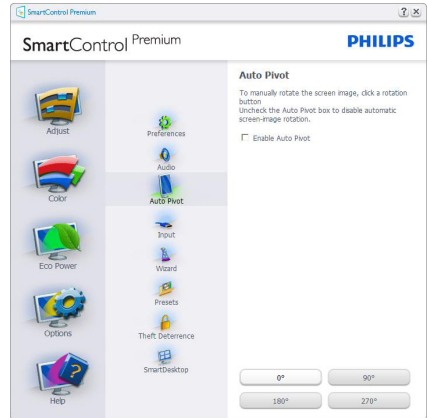 SmartControl Premium
? ×
SmartControl Premium
PHILIPS
Adjust
Color
Eco Power
Options
Help
Preferences
Audio
Auto Pivot
Input
Wizard
Presets
Theft Deterrence
SmartDesktop
Auto Pivot
To manually rotate the screen image, click a rotation
button
Uncheck the Auto Pivot box to disable automatic
screen-image rotation.
Enable Auto Pivot
0° 90°
180° 270°